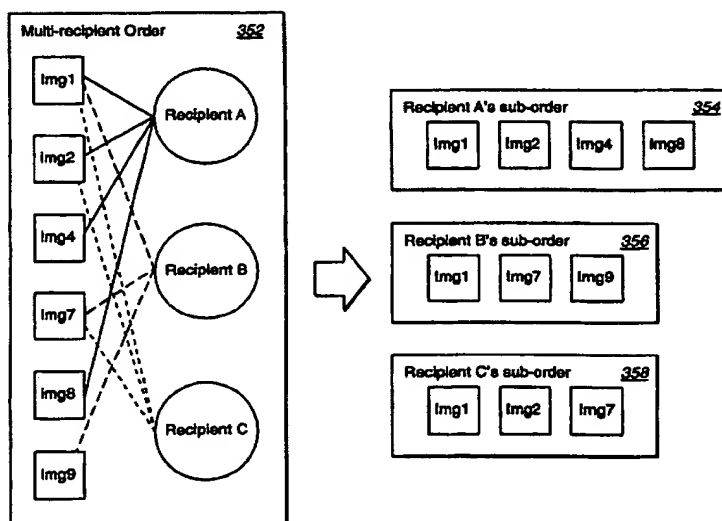 Multi-recipient Order 352
Img1
Img2
Img4
Img7
Img8
Img9
Recipient A
Recipient B
Recipient C
Recipient A's sub-order 354
Img1 Img2 Img4 Img8
Recipient B's sub-order 356
Img1 Img7 Img9
Recipient C's sub-order 358
Img1 Img2 Img7